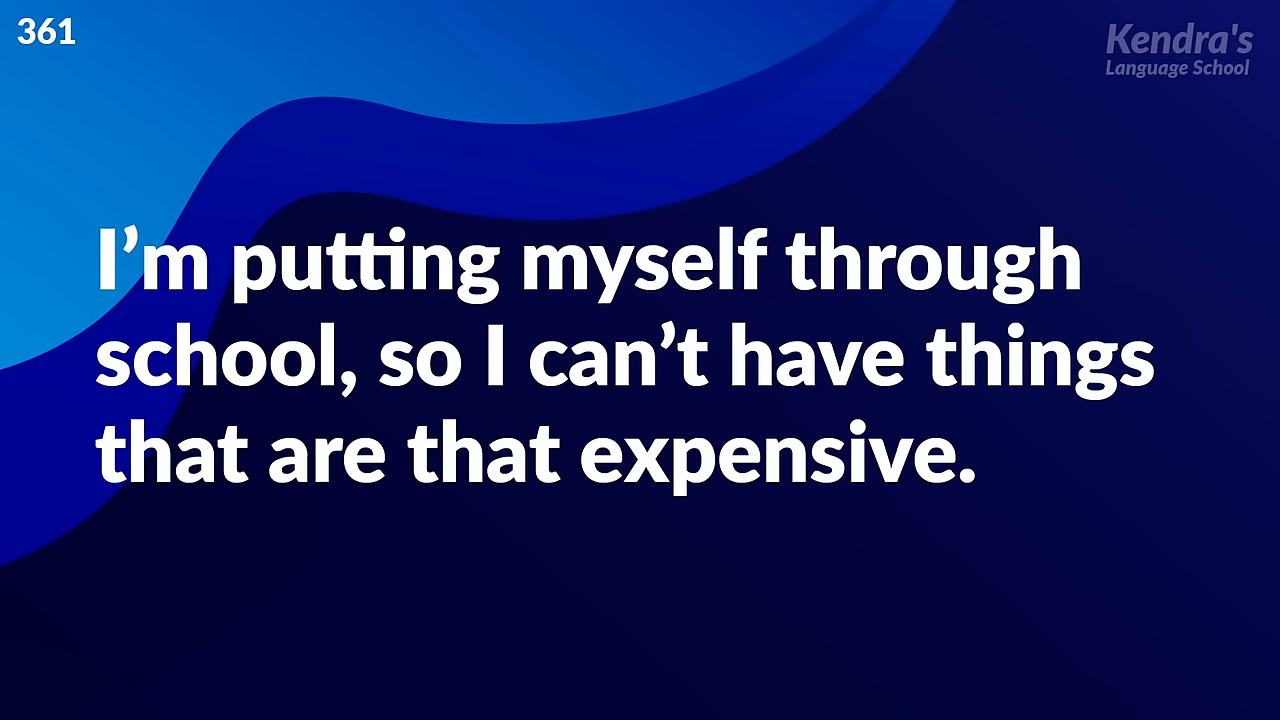 361
Kendra's
Language School
I’m putting myself through
school, so I can’t have things
that are that expensive.